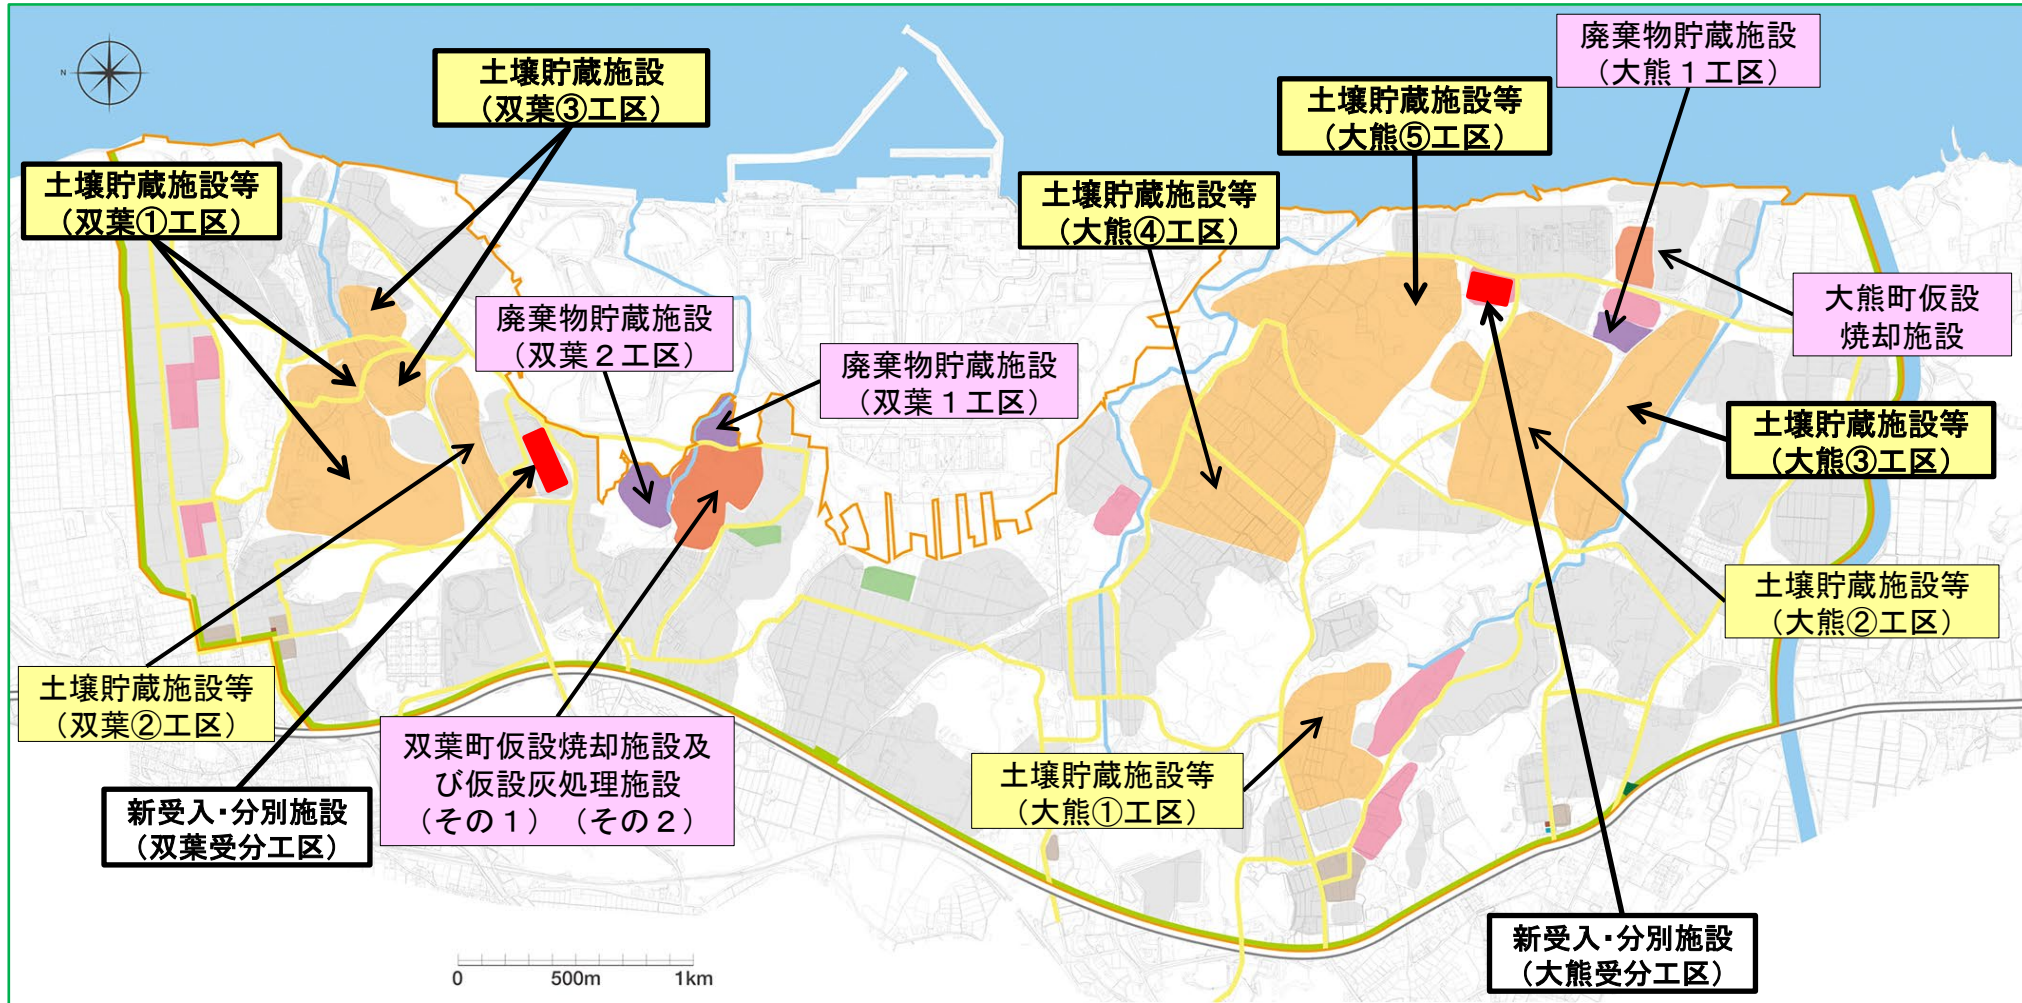 N
土壌貯蔵施設
（双葉③工区）
廃棄物貯蔵施設
（大熊１工区）
土壌貯蔵施設等
（大熊⑤工区）
土壌貯蔵施設等
（双葉①工区）
土壌貯蔵施設等
（大熊④工区）
大熊町仮設
焼却施設
廃棄物貯蔵施設
（双葉２工区）
廃棄物貯蔵施設
（双葉１工区）
土壌貯蔵施設等
（大熊③工区）
土壌貯蔵施設等
（大熊②工区）
土壌貯蔵施設等
（双葉②工区）
双葉町仮設焼却施設及
び仮設灰処理施設
（その１）（その２）
土壌貯蔵施設等
（大熊①工区）
新受入・分別施設
（双葉受分工区）
新受入・分別施設
（大熊受分工区）
0 500m 1km